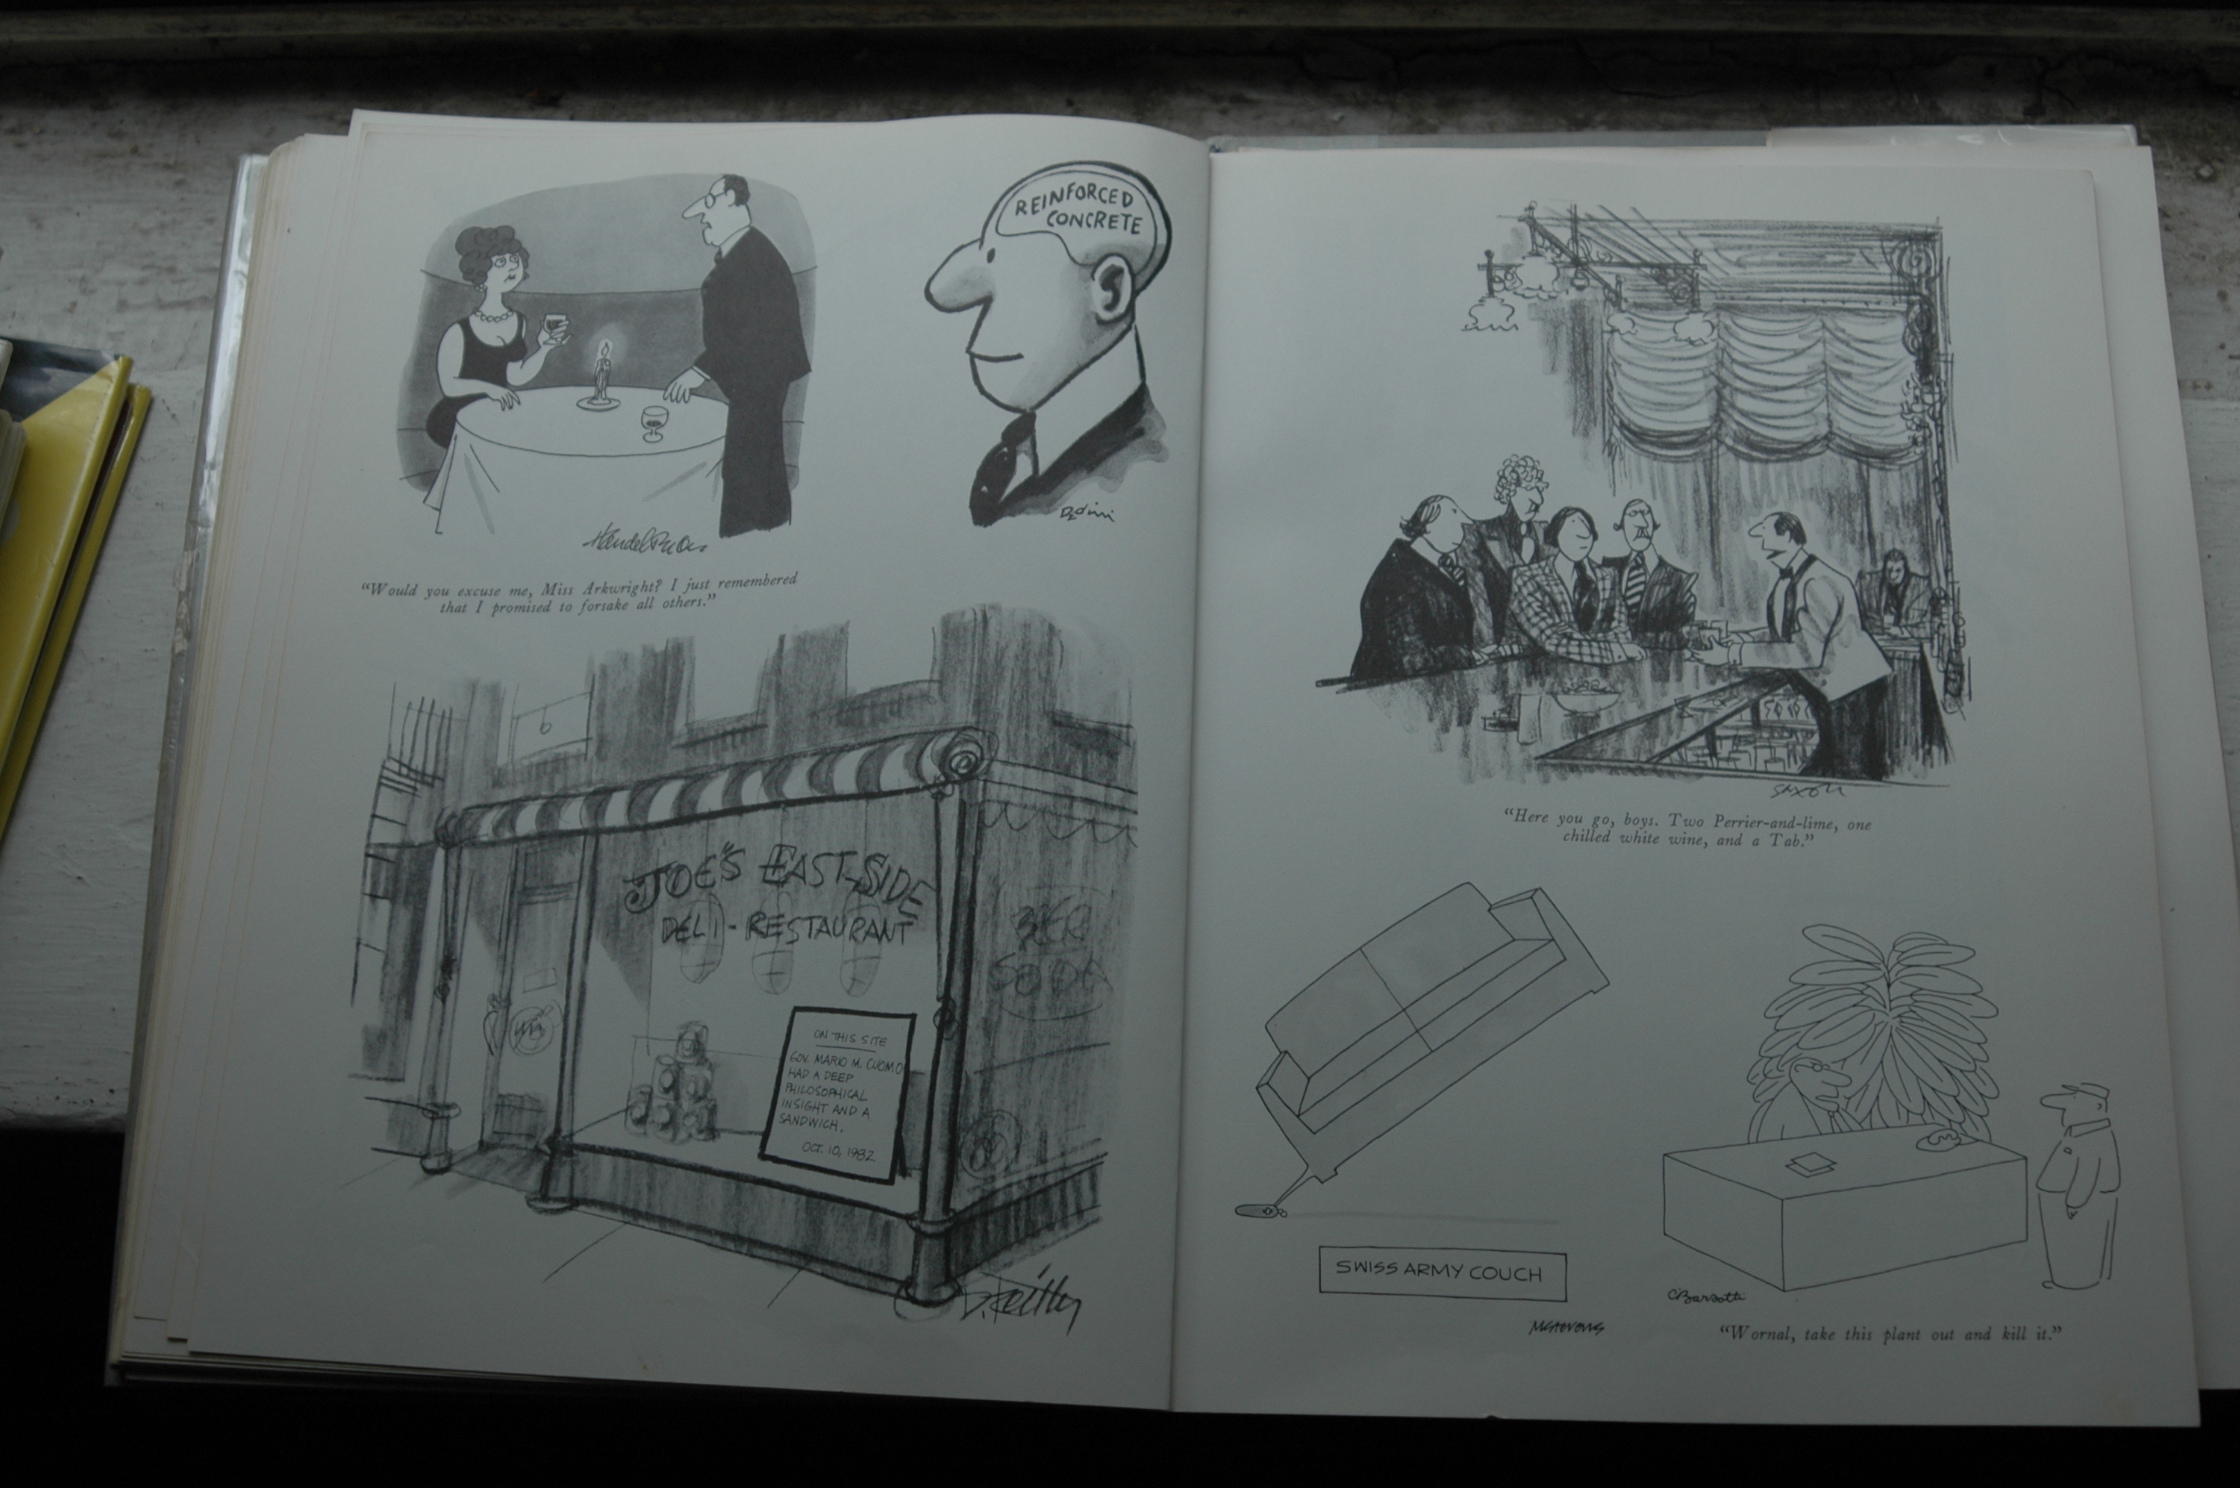 REINFORCED
CONCRETE
Dedini
Handelsman
"Would you excuse me, Miss Arkwright? I just remembered
that I promised to forsake all others."
JOE'S EAST-SIDE
DELI-RESTAURANT
BEER
SODA
ON THIS SITE
GOV. MARIO M. CUOMO
HAD A DEEP
PHILOSOPHICAL
INSIGHT AND A
SANDWICH.
OCT. 10, 1982
D. Reilly
SAXON
"Here you go, boys. Two Perrier-and-lime, one
chilled white wine, and a Tab."
SWISS ARMY COUCH
MSTEVENS
CBarsotti
"Wornal, take this plant out and kill it."